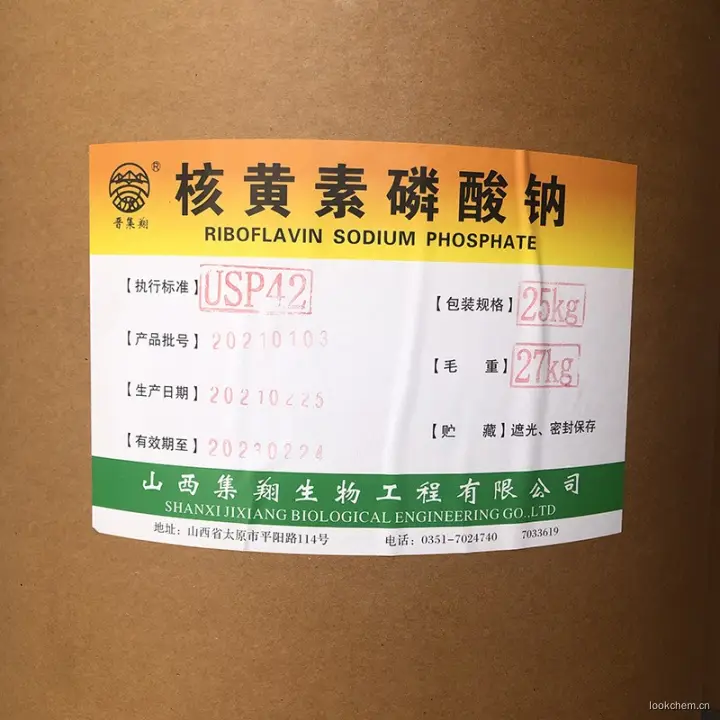 ®
晋集翔
核黄素磷酸钠
RIBOFLAVIN SODIUM PHOSPHATE
【执行标准】USP42
【包装规格】25kg
【产品批号】20210103
【毛 重】27kg
【生产日期】20210225
【贮 藏】遮光、密封保存
【有效期至】20230224
山西集翔生物工程有限公司
SHANXI JIXIANG BIOLOGICAL ENGINEERING GO.,LTD
地址：山西省太原市平阳路114号 电话：0351-7024740 7033619
lookchem.cn